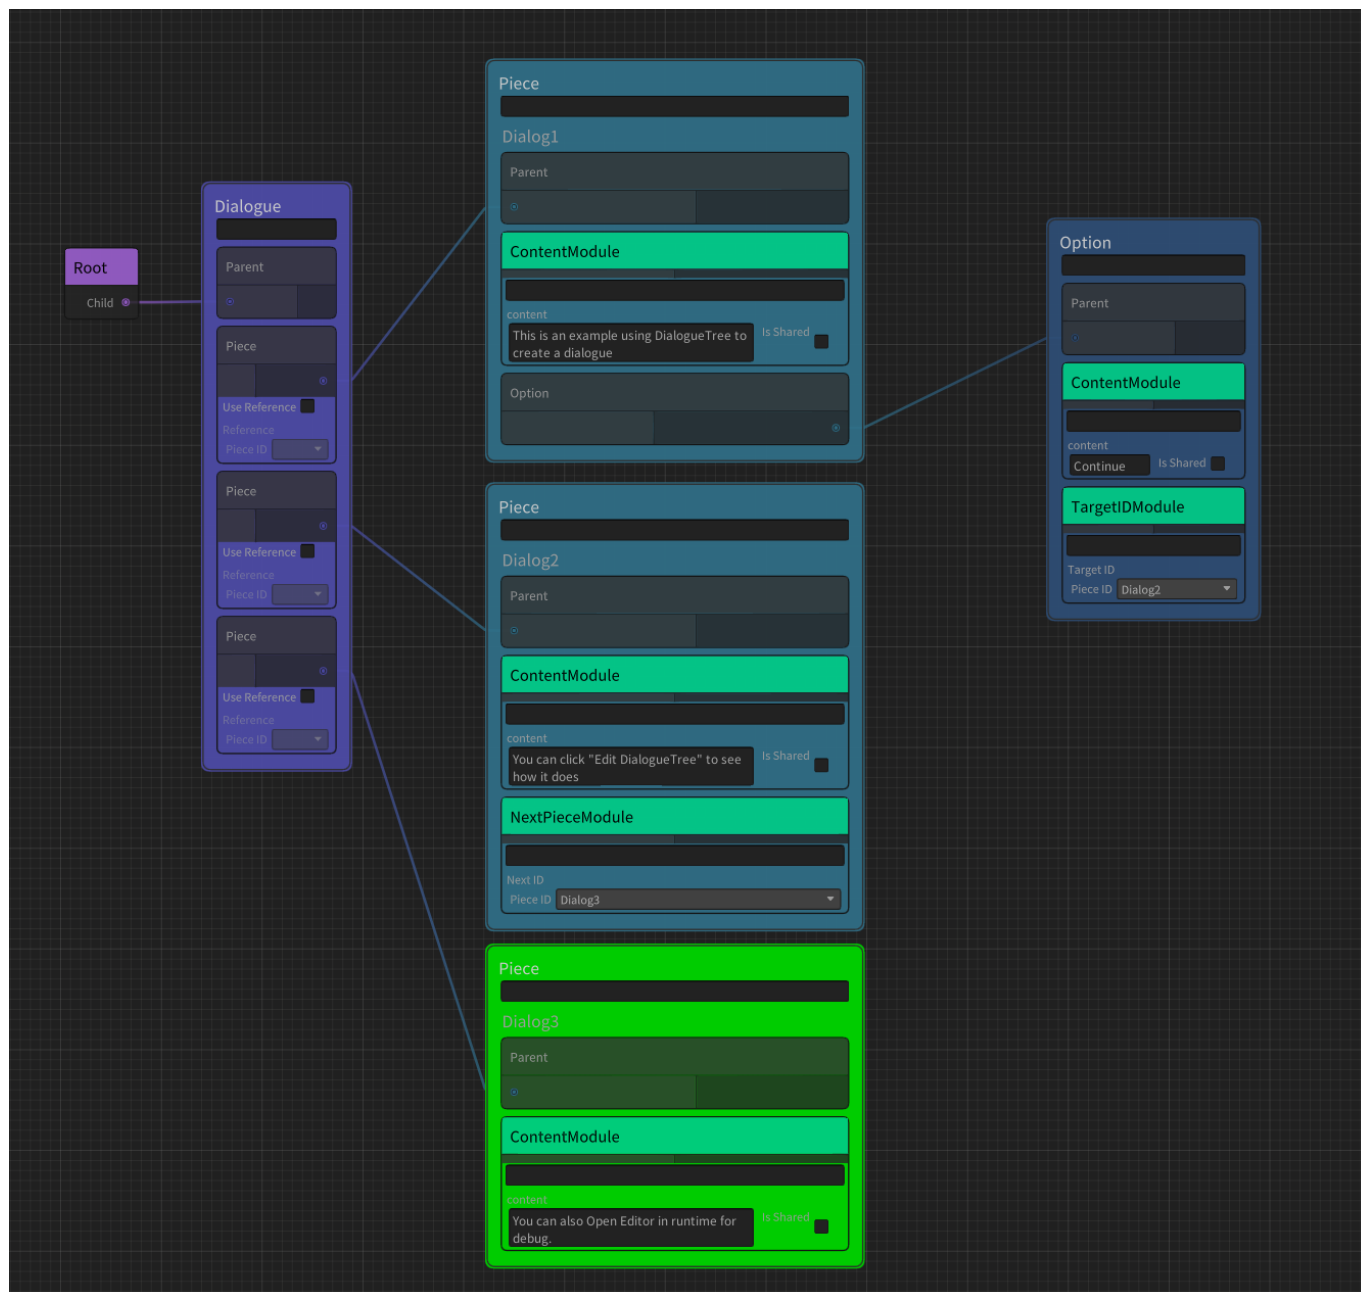 Root
Child
Dialogue
Parent
Piece
Use Reference
Reference
Piece ID
Piece
Use Reference
Reference
Piece ID
Piece
Use Reference
Reference
Piece ID
Piece
Dialog1
Parent
ContentModule
content
This is an example using DialogueTree to
create a dialogue
Is Shared
Option
Piece
Dialog2
Parent
ContentModule
content
You can click "Edit DialogueTree" to see
how it does
Is Shared
NextPieceModule
Next ID
Piece ID Dialog3
Piece
Dialog3
Parent
ContentModule
content
You can also Open Editor in runtime for
debug.
Is Shared
Option
Parent
ContentModule
content
Continue Is Shared
TargetIDModule
Target ID
Piece ID Dialog2